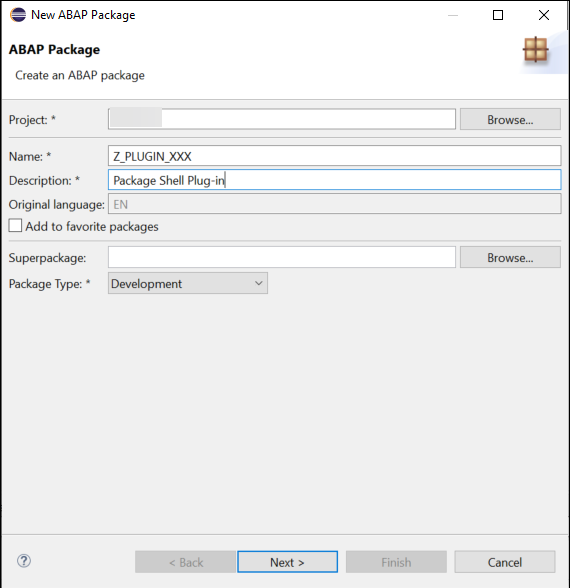 New ABAP Package
ABAP Package
Create an ABAP package
Project: *
Browse...
Name: * Z_PLUGIN_XXX
Description: * Package Shell Plug-in
Original language: EN
Add to favorite packages
Superpackage:
Browse...
Package Type: * Development
?
< Back Next > Finish Cancel